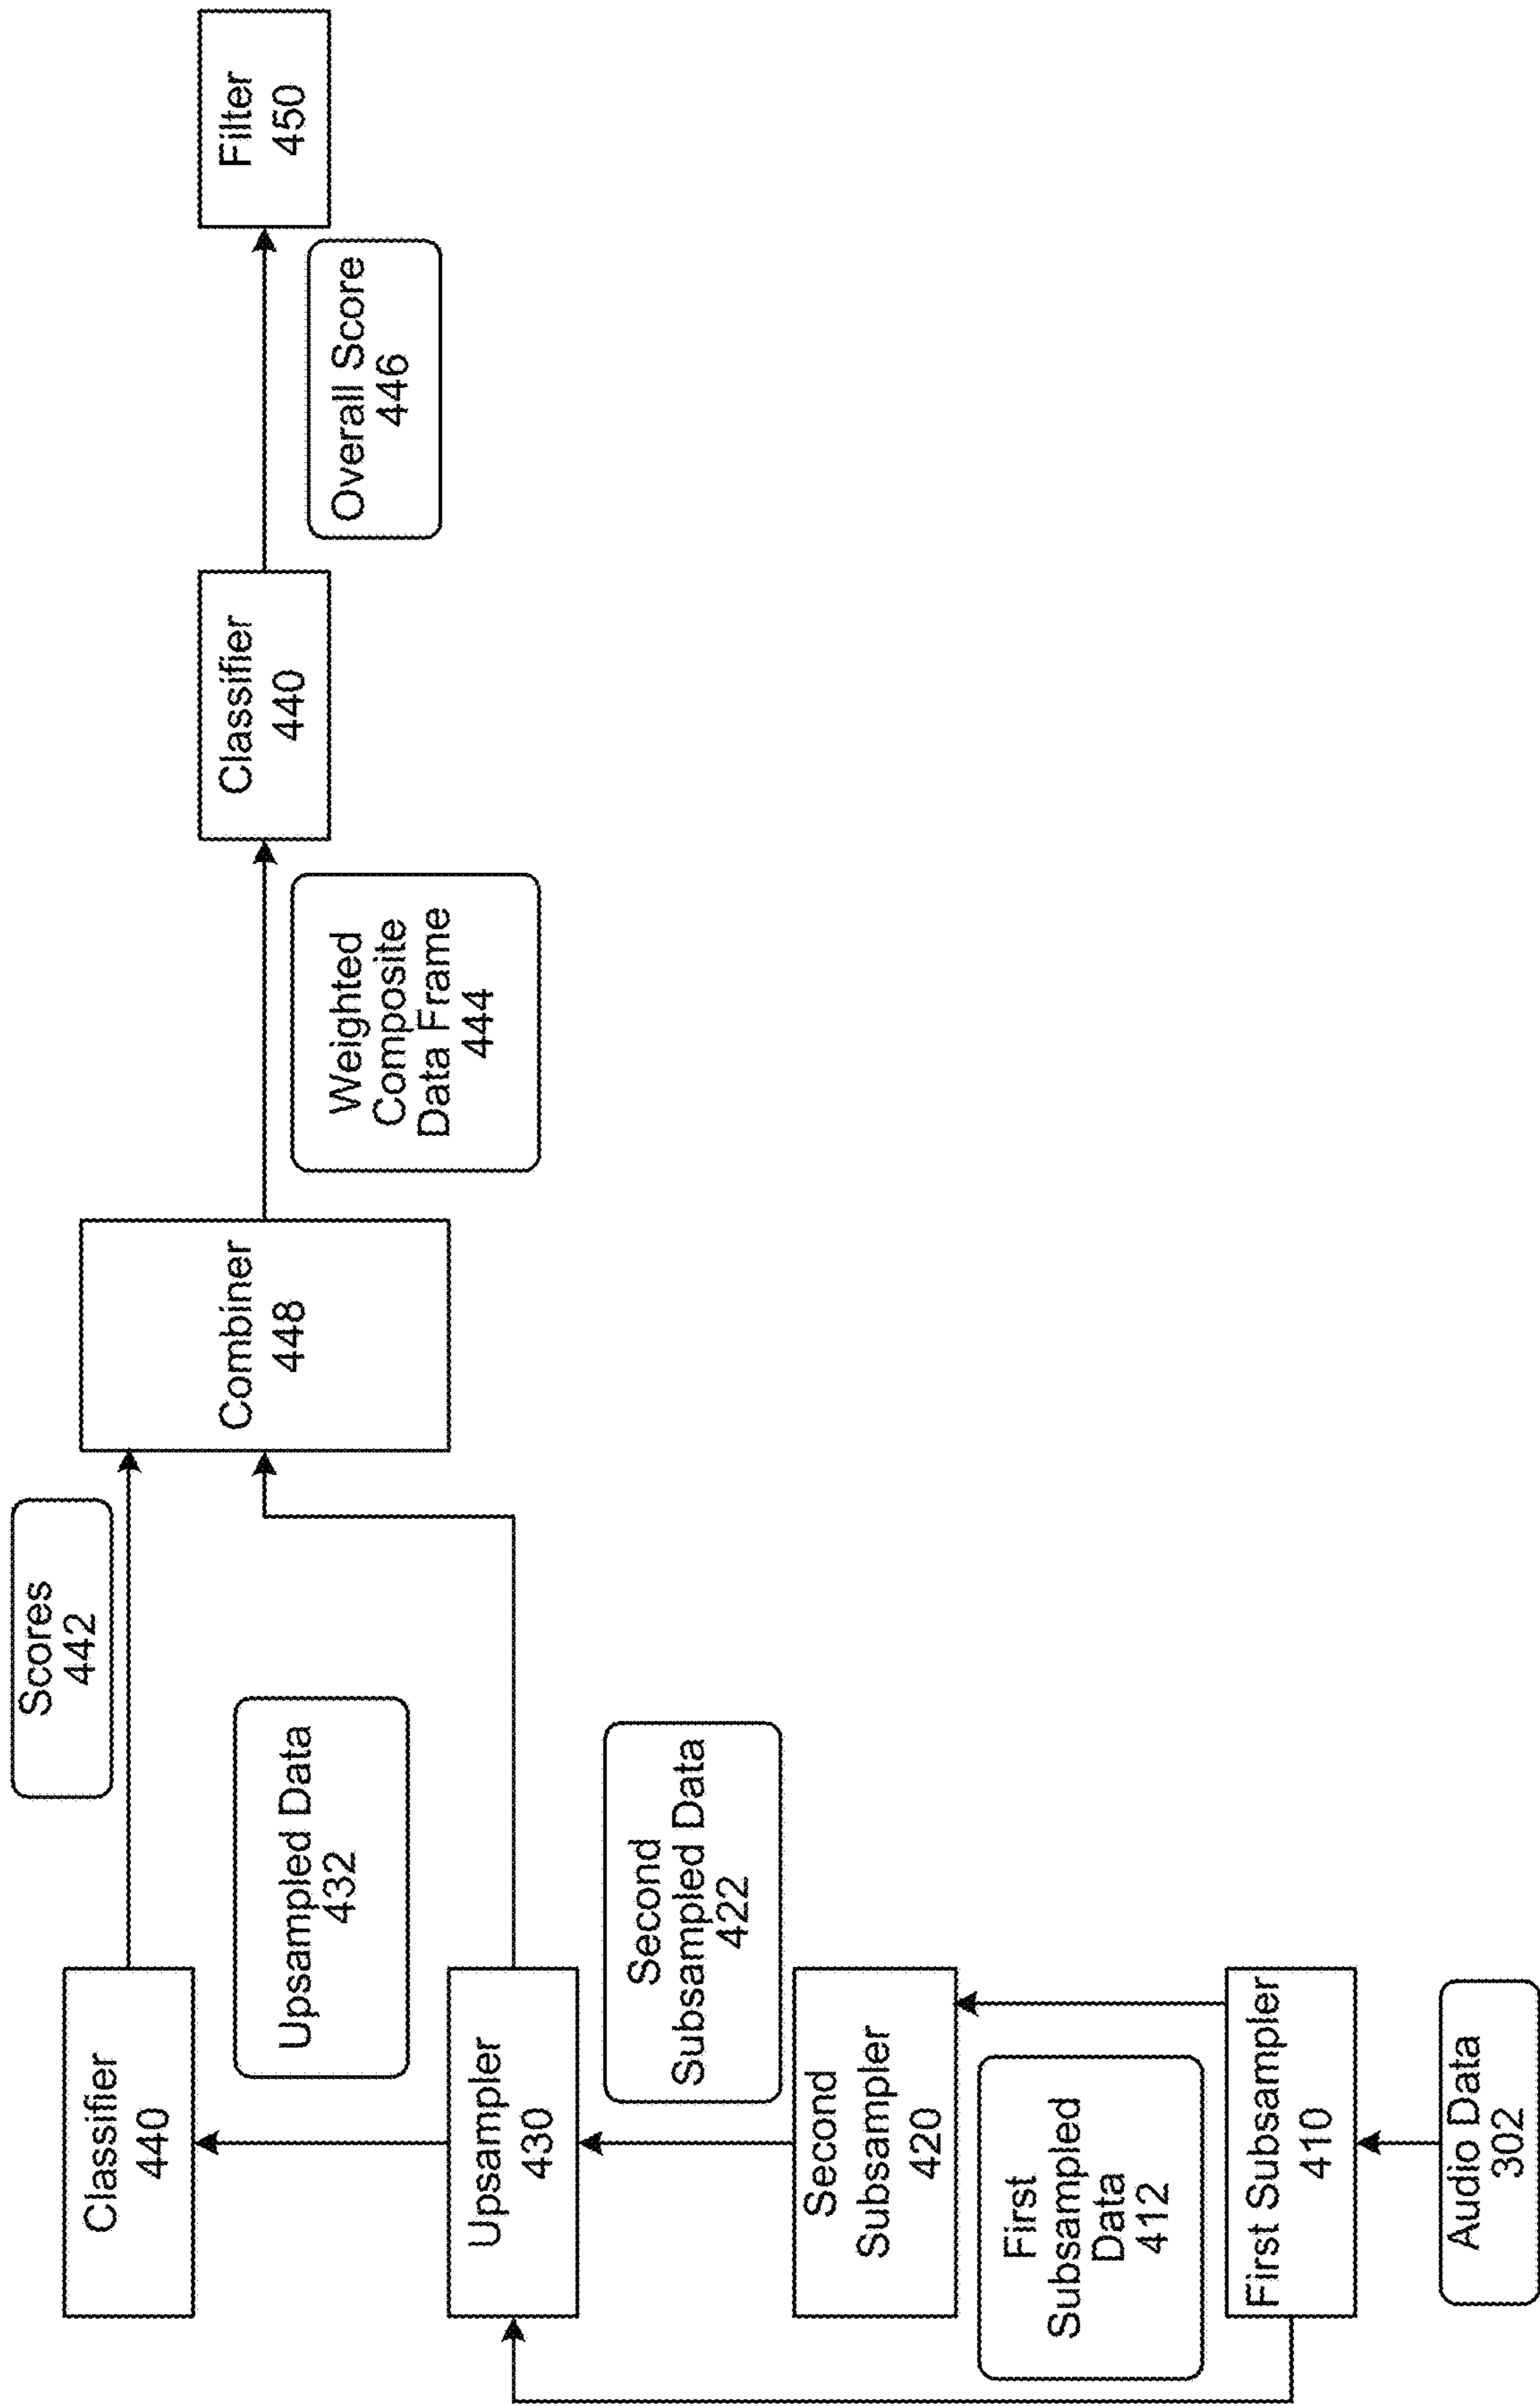 Scores
442
Classifier
440
Upsampled Data
432
Combiner
448
Weighted
Composite
Data Frame
444
Classifier
440
Overall Score
446
Filter
450
Upsampler
430
Second
Subsampled Data
422
Second
Subsampler
420
First
Subsampled
Data
412
First Subsampler
410
Audio Data
302